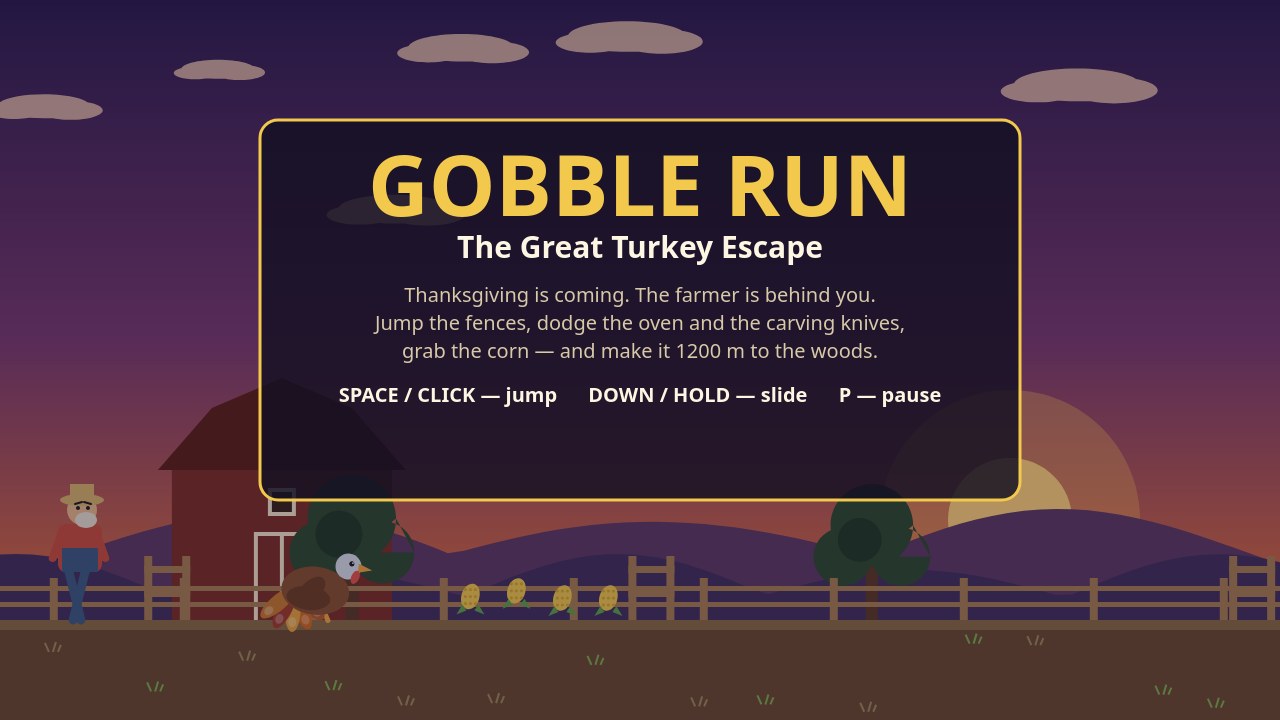 GOBBLE RUN
The Great Turkey Escape
Thanksgiving is coming. The farmer is behind you.
Jump the fences, dodge the oven and the carving knives,
grab the corn — and make it 1200 m to the woods.
SPACE / CLICK — jump DOWN / HOLD — slide P — pause